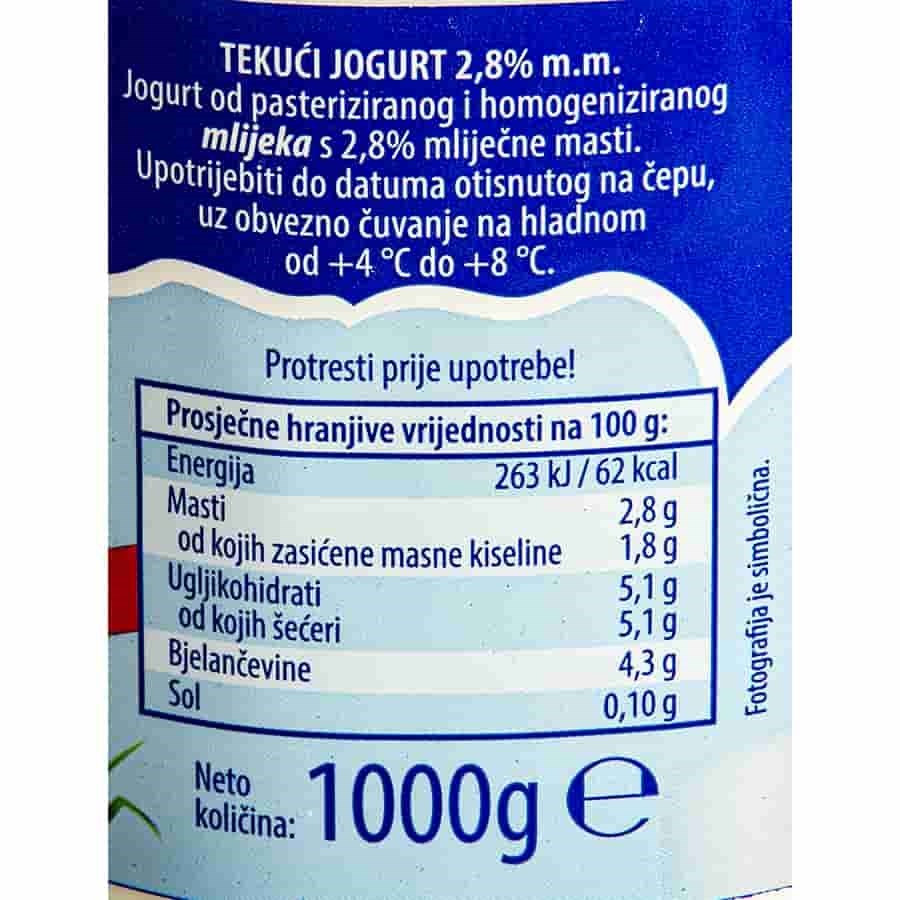 TEKUĆI JOGURT 2,8% m.m.
Jogurt od pasteriziranog i homogeniziranog
mlijeka s 2,8% mliječne masti.
Upotrijebiti do datuma otisnutog na čepu,
uz obvezno čuvanje na hladnom
od +4 °C do +8 °C.
Protresti prije upotrebe!
Prosječne hranjive vrijednosti na 100 g:
Energija 263 kJ / 62 kcal
Masti 2,8 g
od kojih zasićene masne kiseline 1,8 g
Ugljikohidrati 5,1 g
od kojih šećeri 5,1 g
Bjelančevine 4,3 g
Sol 0,10 g
Neto
količina: 1000g ℮
Fotografija je simbolična.